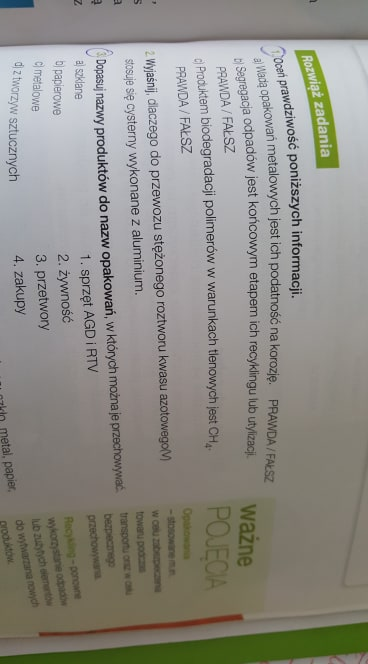 Rozwiąż zadania
1. Oceń prawdziwość poniższych informacji.
a) Wadą opakowań metalowych jest ich podatność na korozję. PRAWDA / FAŁSZ
b) Segregacja odpadów jest końcowym etapem ich recyklingu lub utylizacji.
PRAWDA / FAŁSZ
c) Produktem biodegradacji polimerów w warunkach tlenowych jest CH₄.
PRAWDA / FAŁSZ
2. Wyjaśnij, dlaczego do przewozu stężonego roztworu kwasu azotowego(V)
stosuje się cysterny wykonane z aluminium.
3. Dopasuj nazwy produktów do nazw opakowań, w których można je przechowywać.
a) szklane
b) papierowe
c) metalowe
d) z tworzyw sztucznych
1. sprzęt AGD i RTV
2. żywność
3. przetwory
4. zakupy
ważne
POJĘCIA
Opakowania
– stosowane m.in.
w celu zabezpieczenia
towaru podczas
transportu oraz w celu
bezpiecznego
przechowywania.
Recykling – ponowne
wykorzystanie odpadów
lub zużytych elementów
do wytwarzania nowych
produktów.
metal, papier,